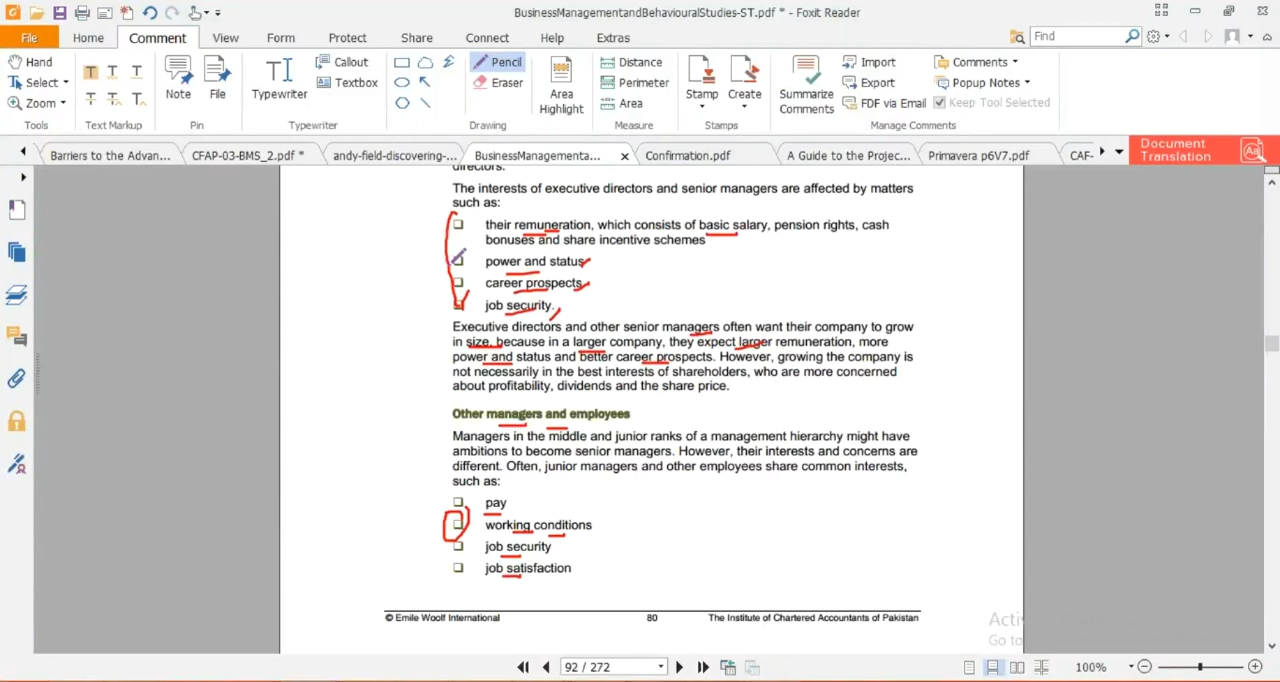 BusinessManagementandBehaviouralStudies-ST.pdf * - Foxit Reader
File Home Comment View Form Protect Share Connect Help Extras Find
Hand
Select
Zoom
Tools
Text Markup
Note File
Pin
Typewriter
Callout
Textbox
Typewriter
Pencil
Eraser
Drawing
Area Highlight
Distance
Perimeter
Area
Measure
Stamp Create
Stamps
Summarize Comments
Import
Export
FDF via Email
Comments
Popup Notes
Keep Tool Selected
Manage Comments
Barriers to the Advan... CFAP-03-BMS_2.pdf * andy-field-discovering-... BusinessManagementa... Confirmation.pdf A Guide to the Projec... Primavera p6V7.pdf CAF-
Document Translation
directors.
The interests of executive directors and senior managers are affected by matters
such as:
their remuneration, which consists of basic salary, pension rights, cash
bonuses and share incentive schemes
power and status
career prospects
job security.
Executive directors and other senior managers often want their company to grow
in size, because in a larger company, they expect larger remuneration, more
power and status and better career prospects. However, growing the company is
not necessarily in the best interests of shareholders, who are more concerned
about profitability, dividends and the share price.
Other managers and employees
Managers in the middle and junior ranks of a management hierarchy might have
ambitions to become senior managers. However, their interests and concerns are
different. Often, junior managers and other employees share common interests,
such as:
pay
working conditions
job security
job satisfaction
© Emile Woolf International 80 The Institute of Chartered Accountants of Pakistan
Go to
92 / 272
100%